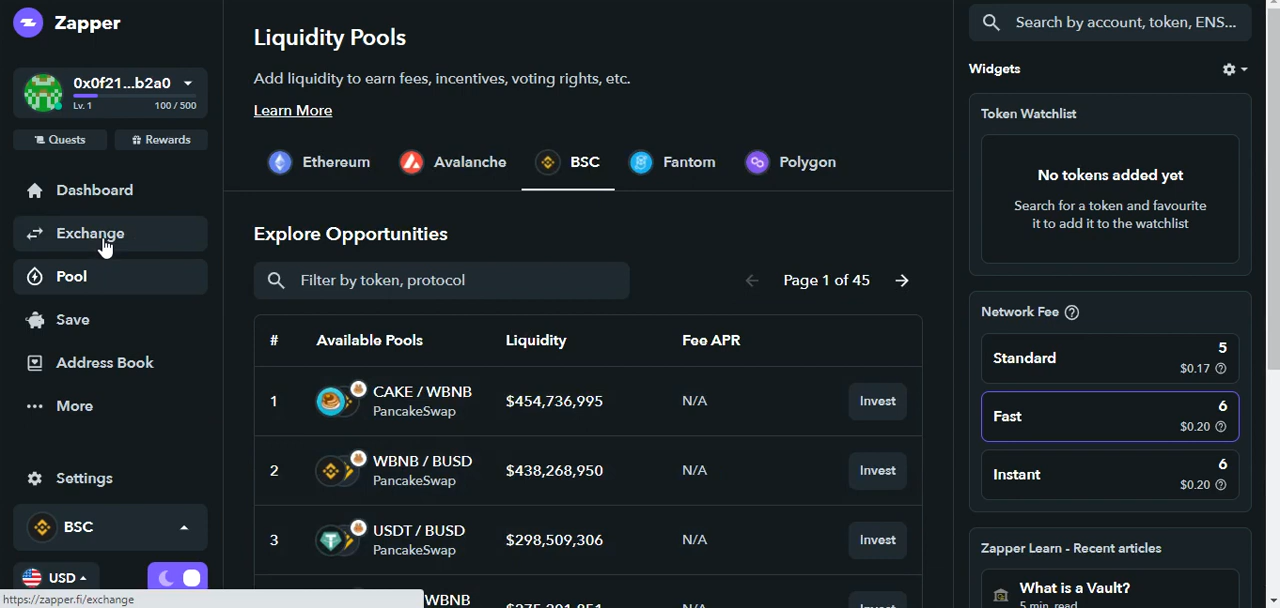 Zapper
0x0f21...b2a0
Lv. 1
100 / 500
Quests
Rewards
Dashboard
Exchange
Pool
Save
Address Book
More
Settings
BSC
USD
https://zapper.fi/exchange
Liquidity Pools
Add liquidity to earn fees, incentives, voting rights, etc.
Learn More
Ethereum
Avalanche
BSC
Fantom
Polygon
Explore Opportunities
Filter by token, protocol
Page 1 of 45
# Available Pools Liquidity Fee APR
1 CAKE / WBNB $454,736,995 N/A Invest
PancakeSwap
2 WBNB / BUSD $438,268,950 N/A Invest
PancakeSwap
3 USDT / BUSD $298,509,306 N/A Invest
PancakeSwap
WBNB
Search by account, token, ENS...
Widgets
Token Watchlist
No tokens added yet
Search for a token and favourite
it to add it to the watchlist
Network Fee
Standard
5
$0.17
Fast
6
$0.20
Instant
6
$0.20
Zapper Learn - Recent articles
What is a Vault?
5 min. read